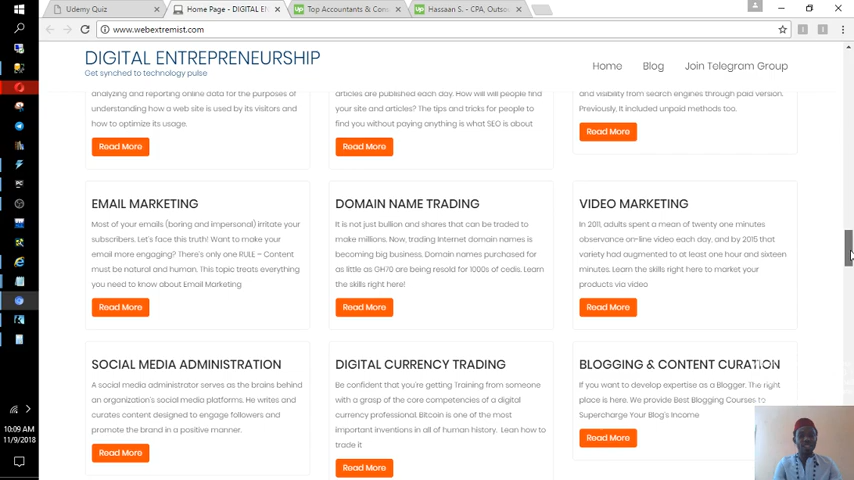 Udemy Quiz
Home Page - DIGITAL EN
Top Accountants & Con
Hassaan S. - CPA, Outso
www.webextremist.com
DIGITAL ENTREPRENEURSHIP
Get synched to technology pulse
Home
Blog
Join Telegram Group
analyzing and reporting online data for the purposes of
understanding how a web site is used by its visitors and
how to optimize its usage.
Read More
articles are published each day. How will will people find
your site and articles? The tips and tricks for people to
find you without paying anything is what SEO is about
Read More
and visibility from search engines through paid version.
Previously, It included unpaid methods too.
Read More
EMAIL MARKETING
Most of your emails (boring and impersonal) irritate your
subscribers. Let's face this truth! Want to make your
email more engaging? There's only one RULE – Content
must be natural and human. This topic treats everything
you need to know about Email Marketing
Read More
DOMAIN NAME TRADING
It is not just bullion and shares that can be traded to
make millions. Now, trading Internet domain names is
becoming big business. Domain names purchased for
as little as GH70 are being resold for 1000s of cedis. Learn
the skills right here!
Read More
VIDEO MARKETING
In 2011, adults spent a mean of twenty one minutes
observance on-line video each day, and by 2015 that
variety had augmented to at least one hour and sixteen
minutes. Learn the skills right here to market your
products via video
Read More
SOCIAL MEDIA ADMINISTRATION
A social media administrator serves as the brains behind
an organization's social media platforms. He writes and
curates content designed to engage followers and
promote the brand in a positive manner.
Read More
DIGITAL CURRENCY TRADING
Be confident that you're getting Training from someone
with a grasp of the core competencies of a digital
currency professional. Bitcoin is one of the most
important inventions in all of human history. Lean how to
trade it
Read More
BLOGGING & CONTENT CURATION
If you want to develop expertise as a Blogger, The right
place is here. We provide Best Blogging Courses to
Supercharge Your Blog's Income
Read More
10:09 AM
11/9/2018